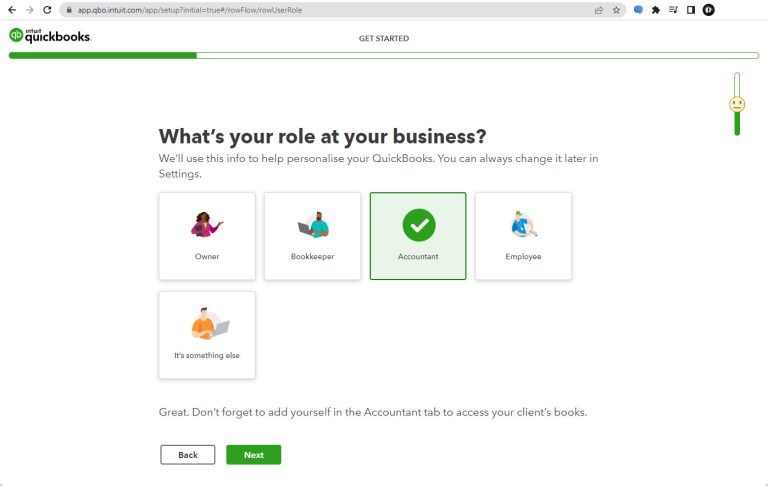 app.qbo.intuit.com/app/setup?initial=true#/rowFlow/rowUserRole
intuit
quickbooks.
GET STARTED
What's your role at your business?
We'll use this info to help personalise your QuickBooks. You can always change it later in
Settings.
Owner
Bookkeeper
Accountant
Employee
It's something else
Great. Don't forget to add yourself in the Accountant tab to access your client's books.
Back
Next